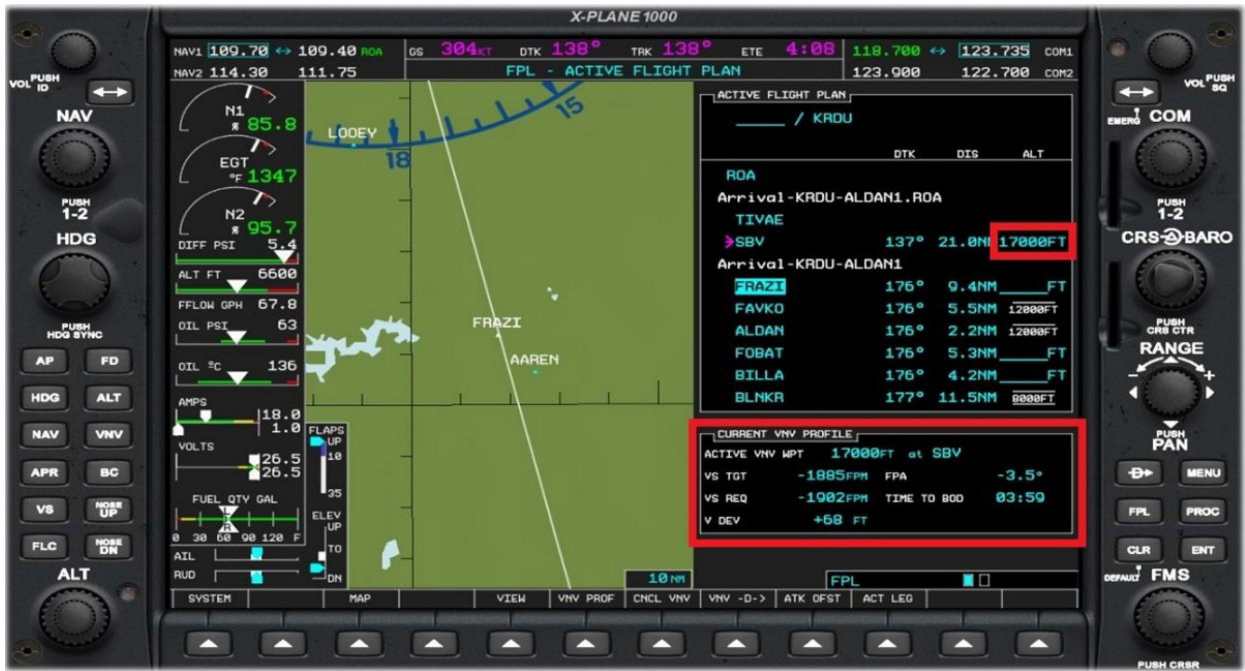 X-PLANE 1000
NAV1 109.70 ↔ 109.40 ROA
NAV2 114.30 111.75
GS 304KT DTK 138° TRK 138° ETE 4:08
FPL - ACTIVE FLIGHT PLAN
118.700 ↔ 123.735 COM1
123.900 122.700 COM2
VOL PUSH ID
NAV
PUSH 1-2
HDG
PUSH HDG SYNC
AP FD
HDG ALT
NAV VNV
APR BC
VS NOSE UP
FLC NOSE DN
ALT
N1
% 85.8
EGT
°F 1347
N2
% 95.7
DIFF PSI 5.4
ALT FT 6600
FFLOW GPH 67.8
OIL PSI 63
OIL ºC 136
AMPS
18.0
1.0
VOLTS
26.5
26.5
FUEL QTY GAL
L
R
0 30 60 90 120 F
AIL
RUD
FLAPS
UP
10
35
ELEV
UP
TO
DN
LOOEY
18
15
FRAZI
AAREN
10 NM
ACTIVE FLIGHT PLAN
_____ / KRDU
DTK DIS ALT
ROA
Arrival-KRDU-ALDAN1.ROA
TIVAE
SBV 137° 21.0NM 17000FT
Arrival-KRDU-ALDAN1
FRAZI 176° 9.4NM _____FT
FAVKO 176° 5.5NM 12000FT
ALDAN 176° 2.2NM 12000FT
FOBAT 176° 5.3NM _____FT
BILLA 176° 4.2NM _____FT
BLNKR 177° 11.5NM 8000FT
CURRENT VNV PROFILE
ACTIVE VNV WPT 17000FT at SBV
VS TGT -1885FPM FPA -3.5°
VS REQ -1902FPM TIME TO BOD 03:59
V DEV +68 FT
FPL
SYSTEM MAP VIEW VNV PROF CNCL VNV VNV -D-> ATK OFST ACT LEG
VOL PUSH SQ
EMERG COM
PUSH 1-2
CRS BARO
PUSH CRS CTR
RANGE
- +
PUSH PAN
D MENU
FPL PROC
CLR ENT
DEFAULT FMS
PUSH CRSR